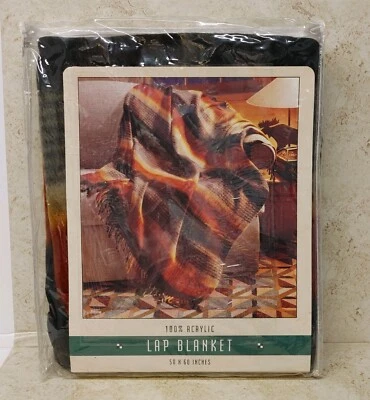 100% ACRYLIC
LAP BLANKET
50 X 60 INCHES